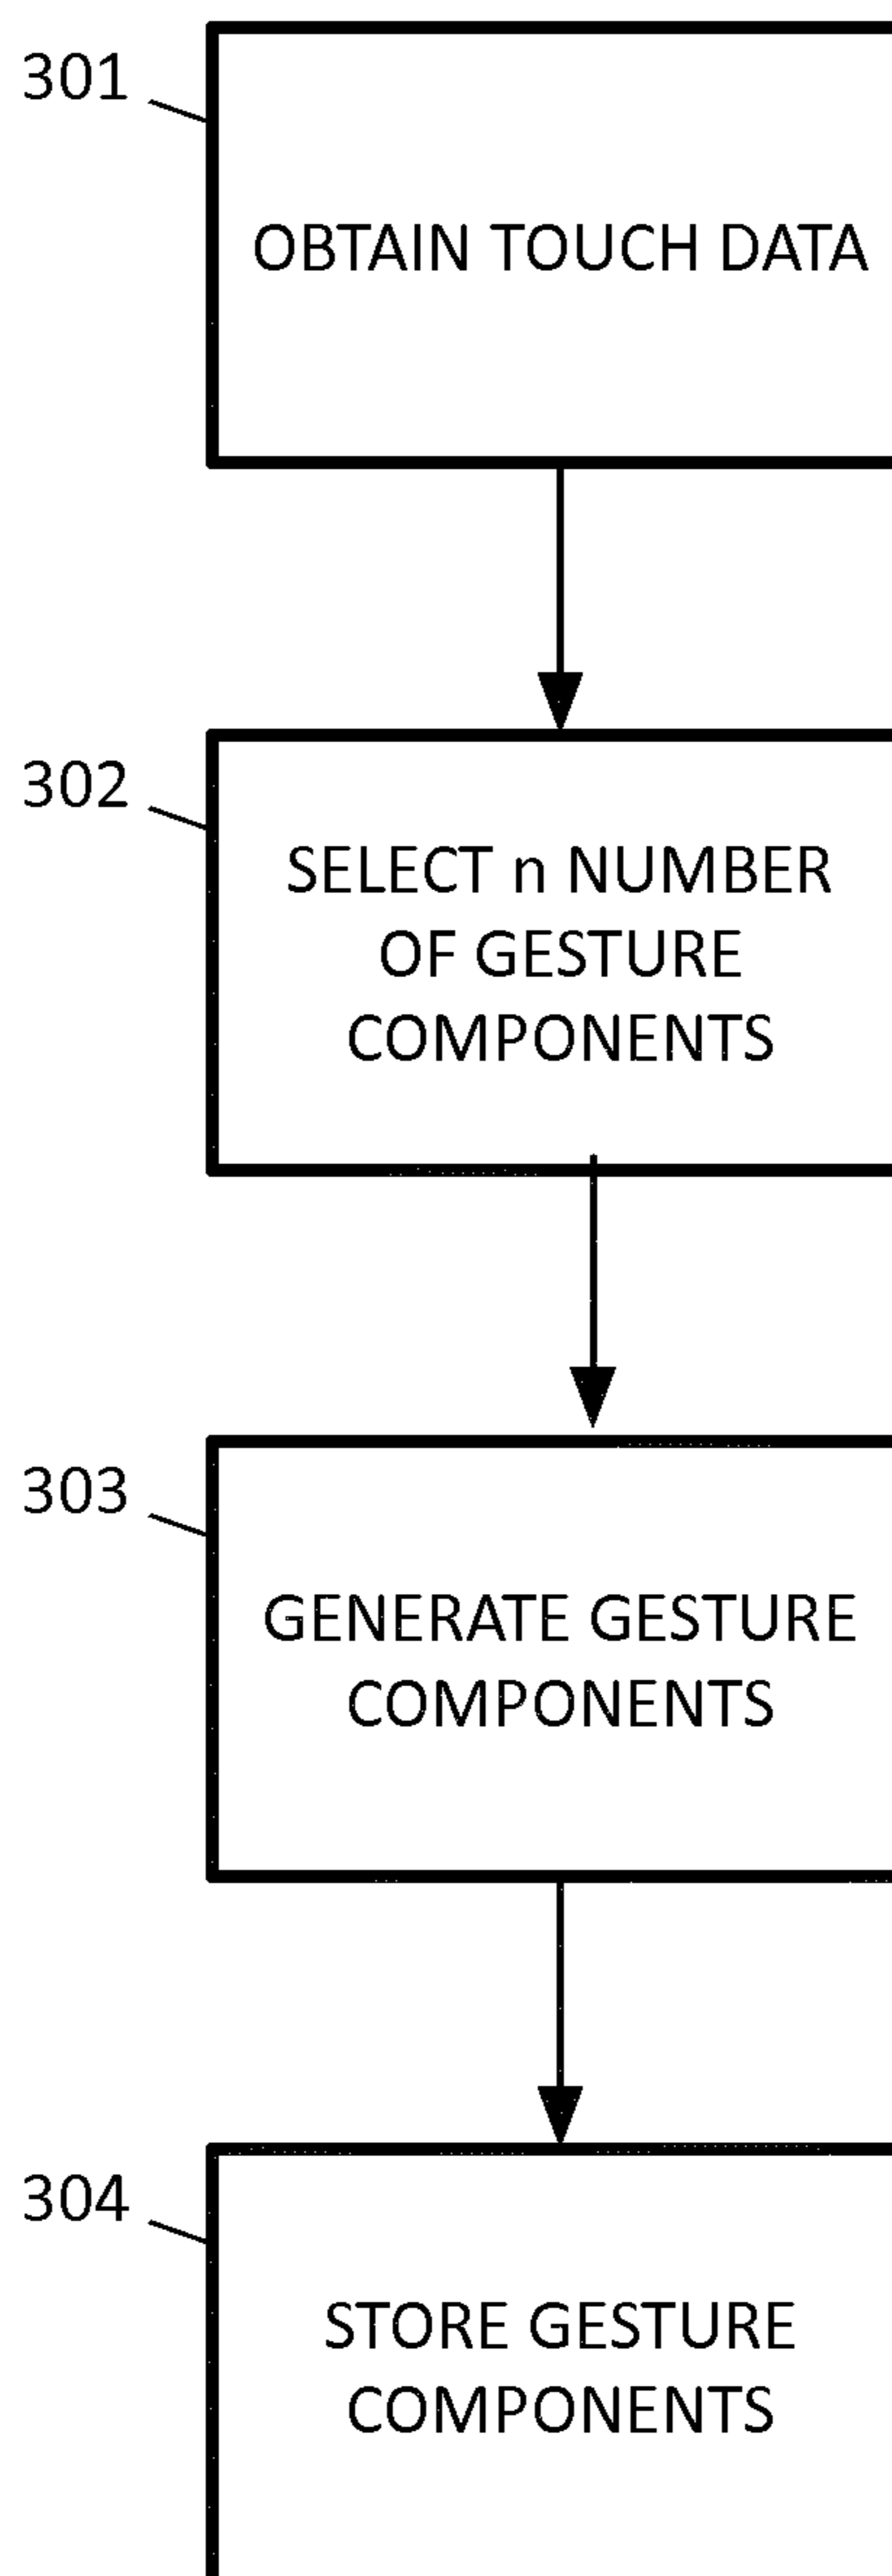 301
OBTAIN TOUCH DATA
302
SELECT n NUMBER
OF GESTURE
COMPONENTS
303
GENERATE GESTURE
COMPONENTS
304
STORE GESTURE
COMPONENTS